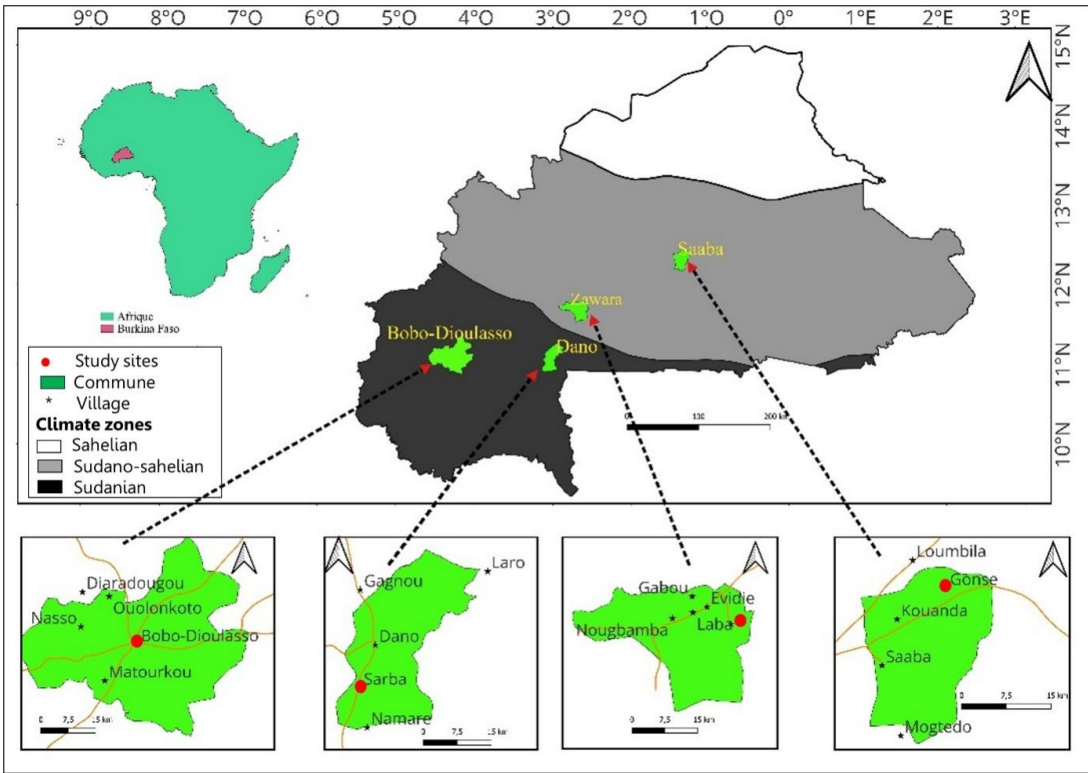 9°O 8°O 7°O 6°O 5°O 4°O 3°O 2°O 1°O 0° 1°E 2°E 3°E
15°N
14°N
13°N
12°N
11°N
10°N
Afrique
Burkina Faso
Study sites
Commune
Village
Climate zones
Sahelian
Sudano-sahelian
Sudanian
Saaba
Zawara
Bobo-Dioulasso
Dano
0 100 200 km
Diaradougou
Ouolonkoto
Nasso
Bobo-Dioulasso
Matourkou
0 7,5 15 km
Laro
Gagnou
Dano
Sarba
Namare
0 7,5 15 km
Gabou
Evidie
Nougbamba
Laba
0 7,5 15 km
Loumbila
Gonse
Kouanda
Saaba
0 7,5 15 km
Mogtedo